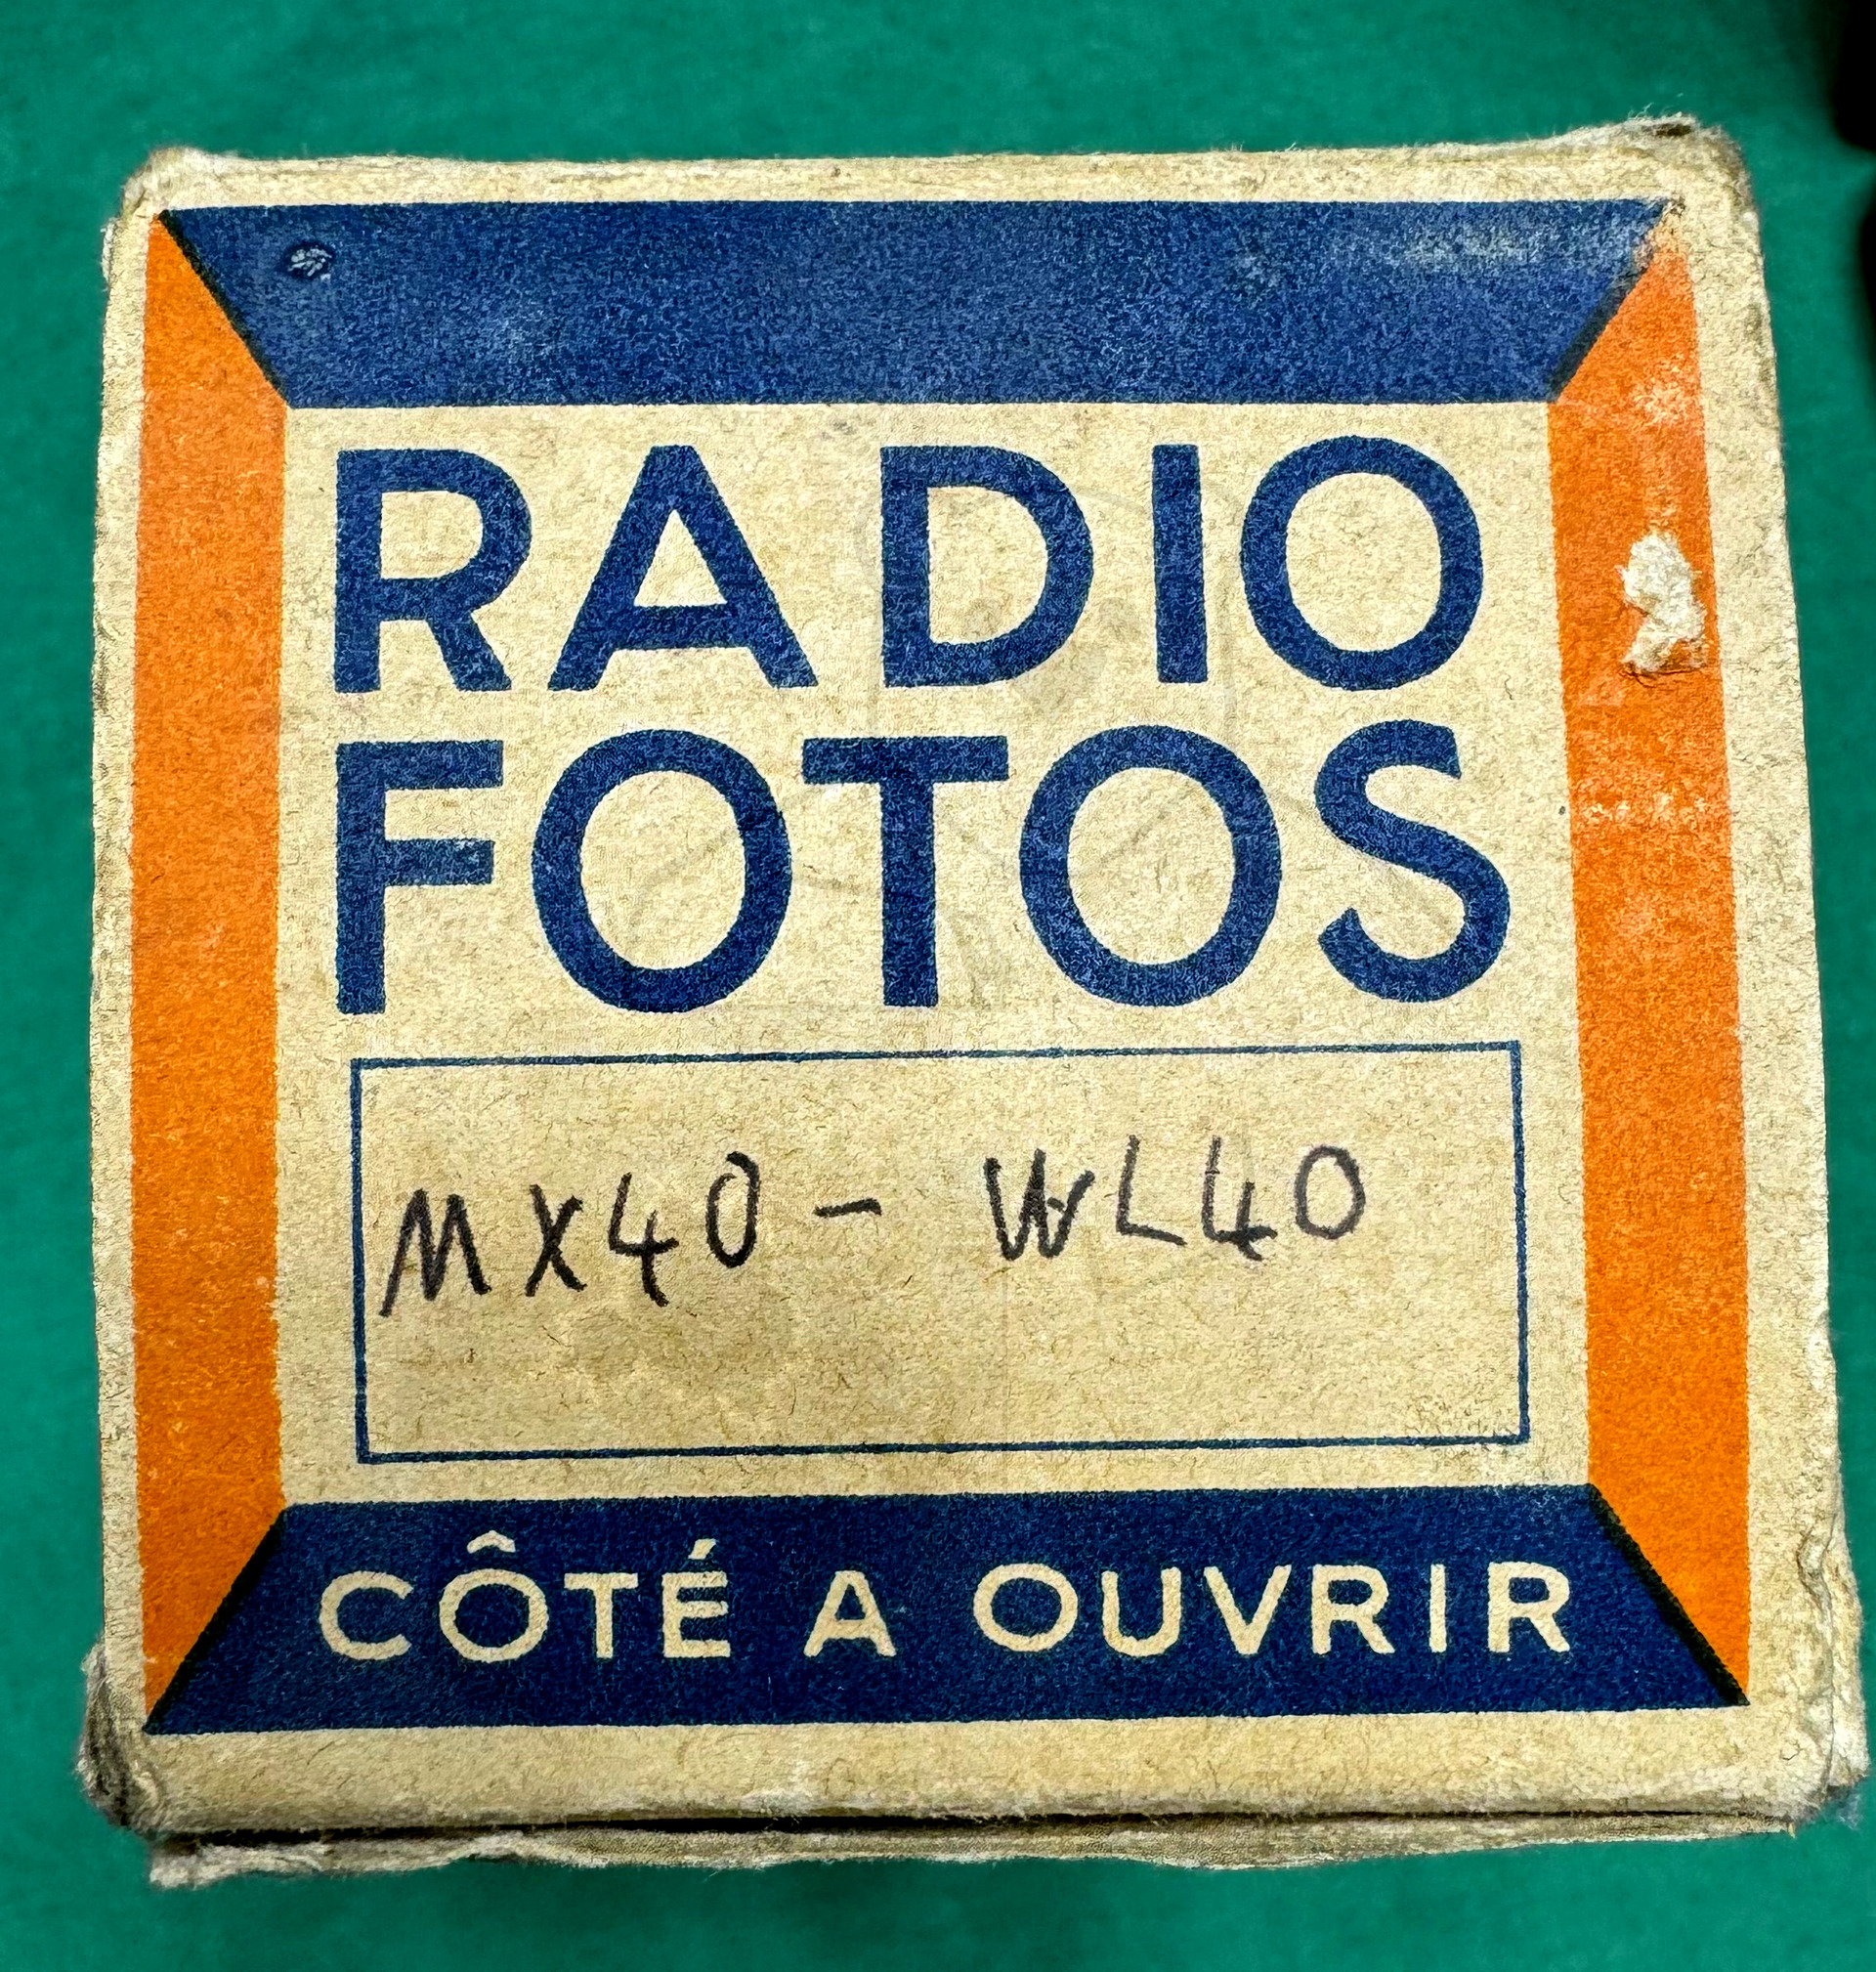 RADIO
FOTOS
MX40 - WL40
CÔTÉ A OUVRIR